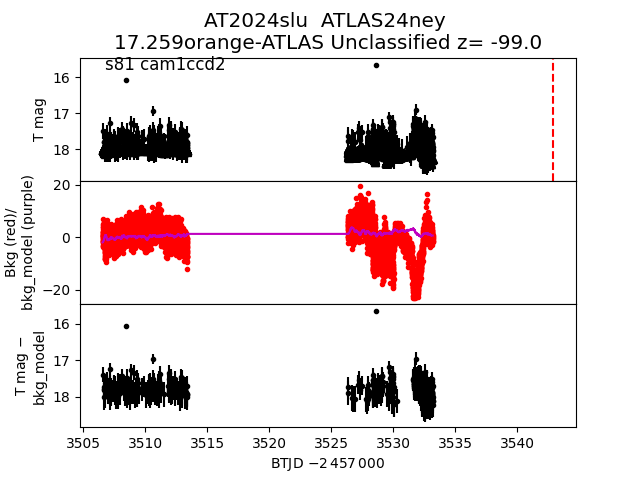 AT2024slu  ATLAS24ney
17.259orange-ATLAS Unclassified z= -99.0
s81 cam1ccd2
16
17
18
T mag
20
0
−20
Bkg (red)/
bkg_model (purple)
16
17
18
T mag −
bkg_model
3505 3510 3515 3520 3525 3530 3535 3540
BTJD −2 457 000